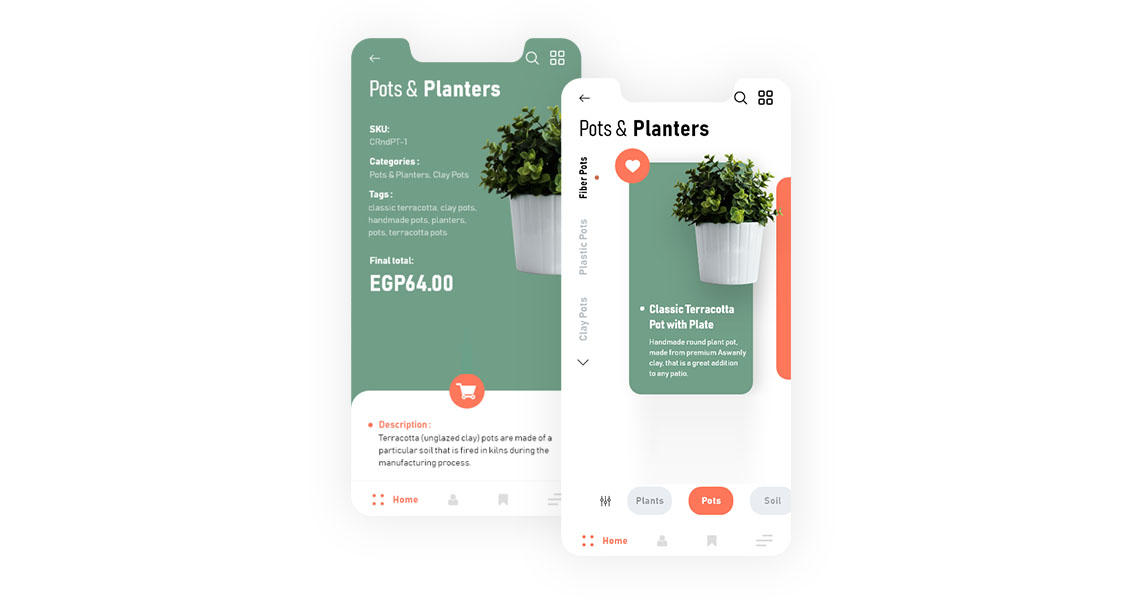 Pots & Planters
SKU:
CRndPT-1
Categories :
Pots & Planters, Clay Pots
Tags :
classic terracotta, clay pots,
handmade pots, planters,
pots, terracotta pots
Final total:
EGP64.00
Description :
Terracotta (unglazed clay) pots are made of a
particular soil that is fired in kilns during the
manufacturing process.
Home
Pots & Planters
Fiber Pots
Plastic Pots
Clay Pots
Classic Terracotta
Pot with Plate
Handmade round plant pot,
made from premium Aswanly
clay, that is a great addition
to any patio.
Plants
Pots
Soil
Home